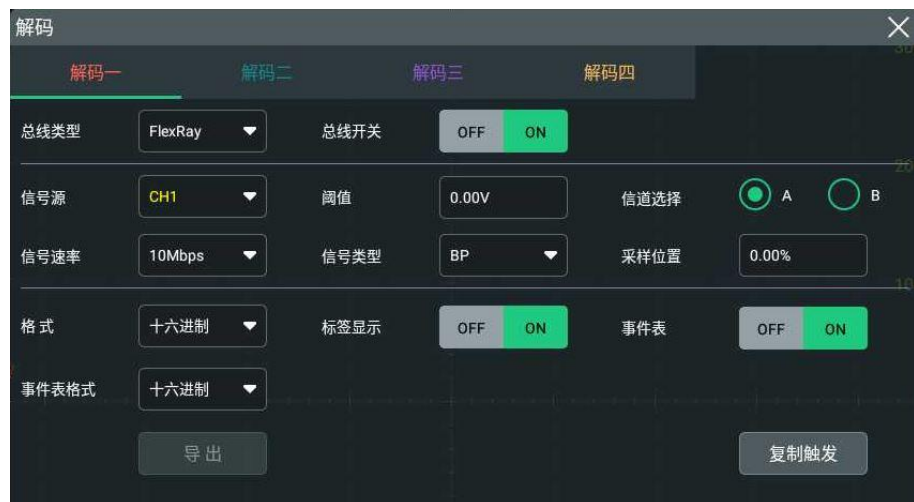 解码
解码一 解码二 解码三 解码四
总线类型 FlexRay 总线开关 OFF ON
20
信号源 CH1 阈值 0.00V 信道选择 A B
信号速率 10Mbps 信号类型 BP 采样位置 0.00%
10
格式 十六进制 标签显示 OFF ON 事件表 OFF ON
事件表格式 十六进制
导出 复制触发